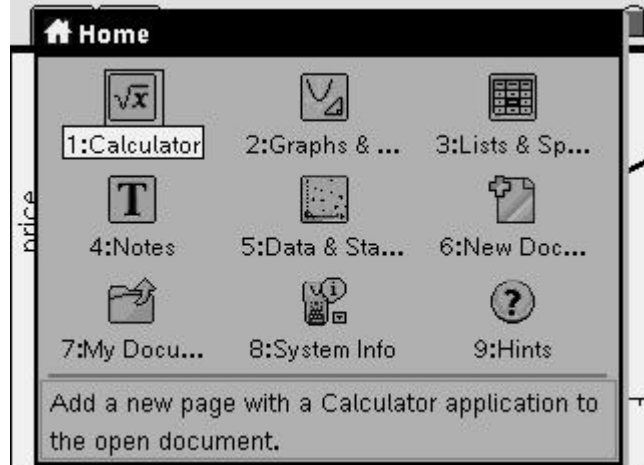 Home
√x
1:Calculator 2:Graphs & ... 3:Lists & Sp...
T
4:Notes 5:Data & Sta... 6:New Doc...
7:My Docu... 8:System Info 9:Hints
Add a new page with a Calculator application to
the open document.
price